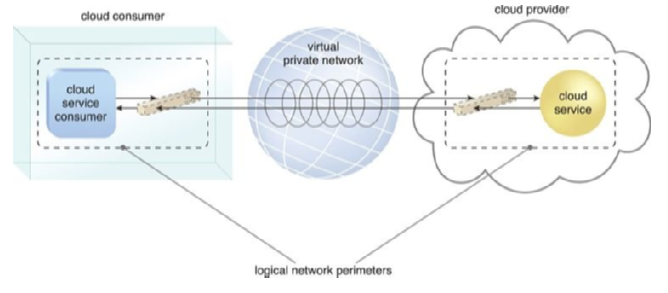 cloud consumer
cloud provider
virtual
private network
cloud
service
consumer
cloud
service
logical network perimeters